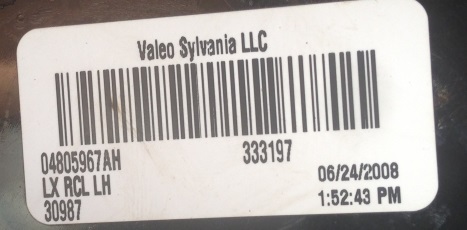 Valeo Sylvania LLC
04805967AH 333197
LX RCL LH 06/24/2008
30987 1:52:43 PM